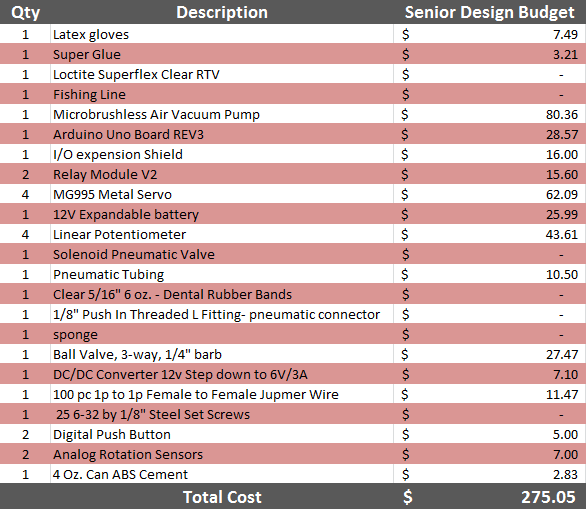 Qty Description Senior Design Budget
1 Latex gloves $ 7.49
1 Super Glue $ 3.21
1 Loctite Superflex Clear RTV $ -
1 Fishing Line $ -
1 Microbrushless Air Vacuum Pump $ 80.36
1 Arduino Uno Board REV3 $ 28.57
1 I/O expension Shield $ 16.00
2 Relay Module V2 $ 15.60
4 MG995 Metal Servo $ 62.09
1 12V Expandable battery $ 25.99
4 Linear Potentiometer $ 43.61
1 Solenoid Pneumatic Valve $ -
1 Pneumatic Tubing $ 10.50
1 Clear 5/16" 6 oz. - Dental Rubber Bands $ -
1 1/8" Push In Threaded L Fitting- pneumatic connector $ -
1 sponge $ -
1 Ball Valve, 3-way, 1/4" barb $ 27.47
1 DC/DC Converter 12v Step down to 6V/3A $ 7.10
1 100 pc 1p to 1p Female to Female Jupmer Wire $ 11.47
1 25 6-32 by 1/8" Steel Set Screws $ -
2 Digital Push Button $ 5.00
2 Analog Rotation Sensors $ 7.00
1 4 Oz. Can ABS Cement $ 2.83
Total Cost $ 275.05